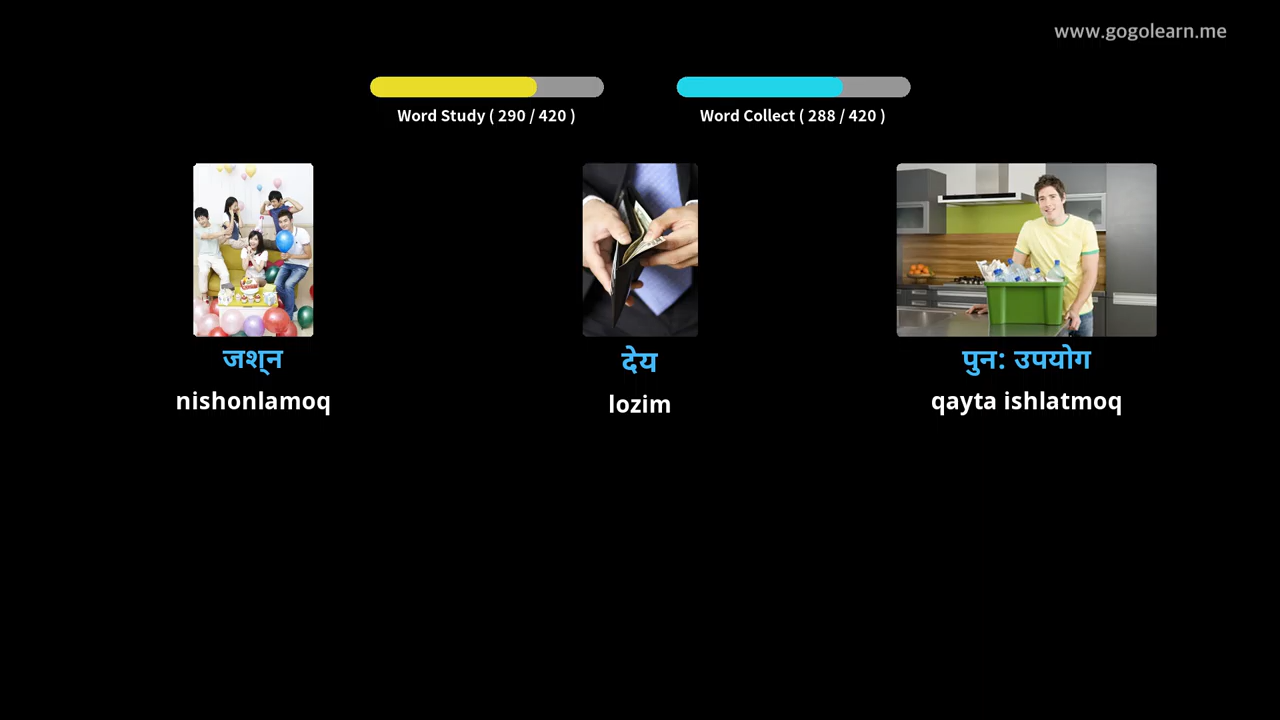 www.gogolearn.me
Word Study ( 290 / 420 )
Word Collect ( 288 / 420 )
जश्न
nishonlamoq
देय
lozim
पुन: उपयोग
qayta ishlatmoq